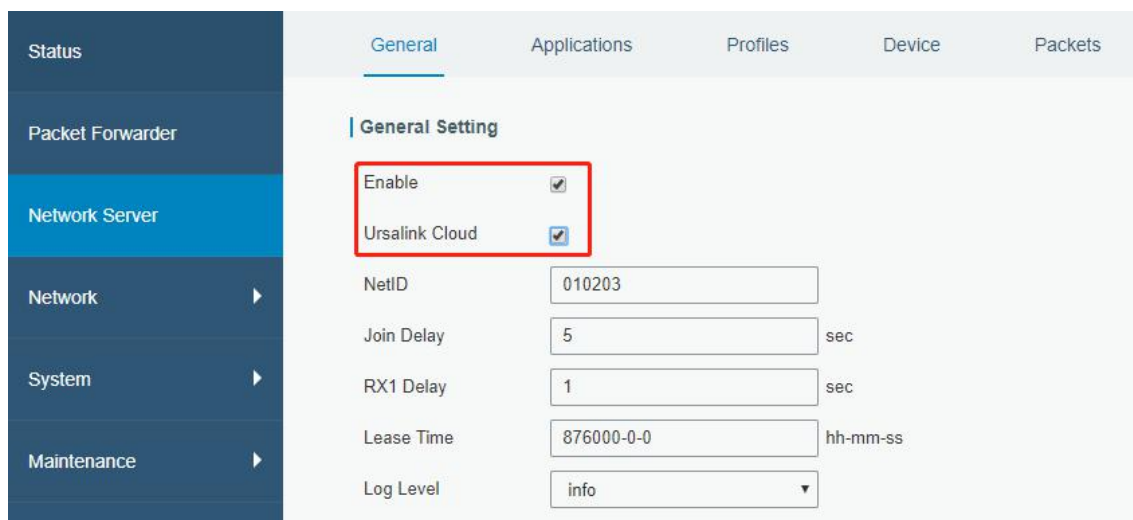 Status
Packet Forwarder
Network Server
Network
System
Maintenance
General Applications Profiles Device Packets
General Setting
Enable
Ursalink Cloud
NetID 010203
Join Delay 5 sec
RX1 Delay 1 sec
Lease Time 876000-0-0 hh-mm-ss
Log Level info